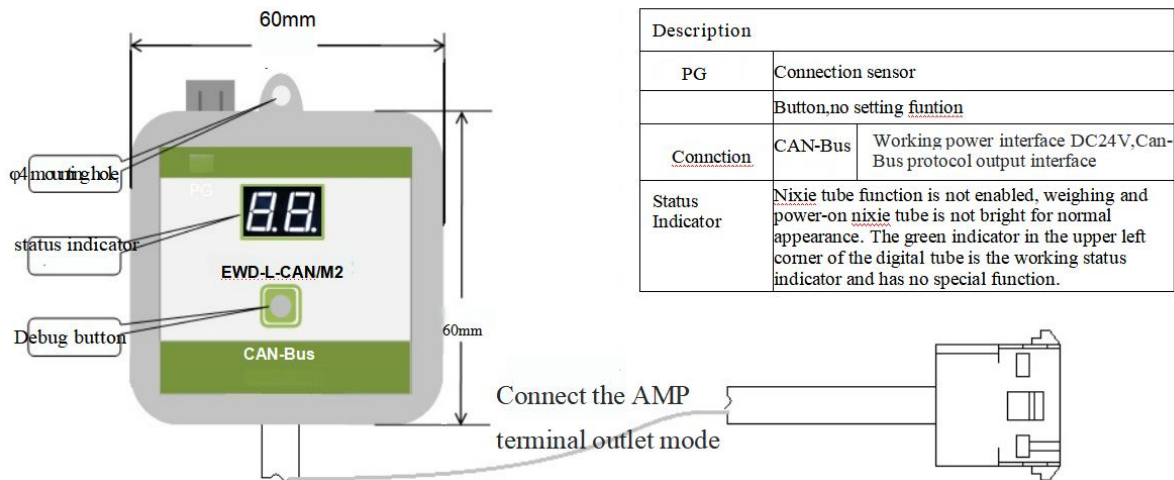 60mm
Description
PG
Connection sensor
Button,no setting funtion
Connction
CAN-Bus
Working power interface DC24V,Can-
Bus protocol output interface
Status
Indicator
Nixie tube function is not enabled, weighing and
power-on nixie tube is not bright for normal
appearance. The green indicator in the upper left
corner of the digital tube is the working status
indicator and has no special function.
φ4mounting hole,
PG
8.8.
status indicator
EWD-L-CAN/M2
Debug button
60mm
CAN-Bus
Connect the AMP
terminal outlet mode